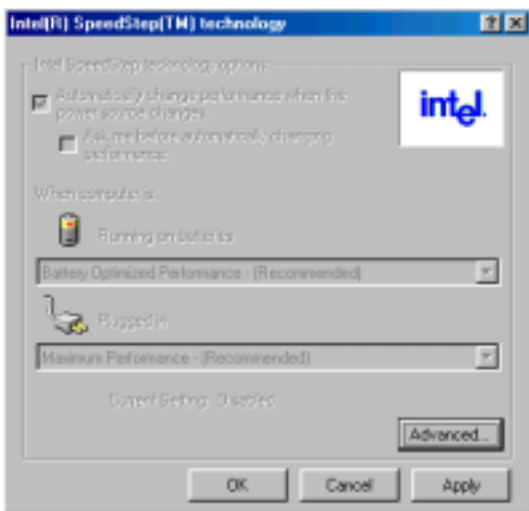 Intel(R) SpeedStep(TM) technology
Intel SpeedStep technology options:
Automatically change performance when the
power source changes.
intel.
Ask me before automatically changing
performance.
When computer is:
Running on batteries
Battery Optimized Performance - (Recommended)
Plugged in
Maximum Performance - (Recommended)
Current Setting: Disabled
Advanced...
OK
Cancel
Apply